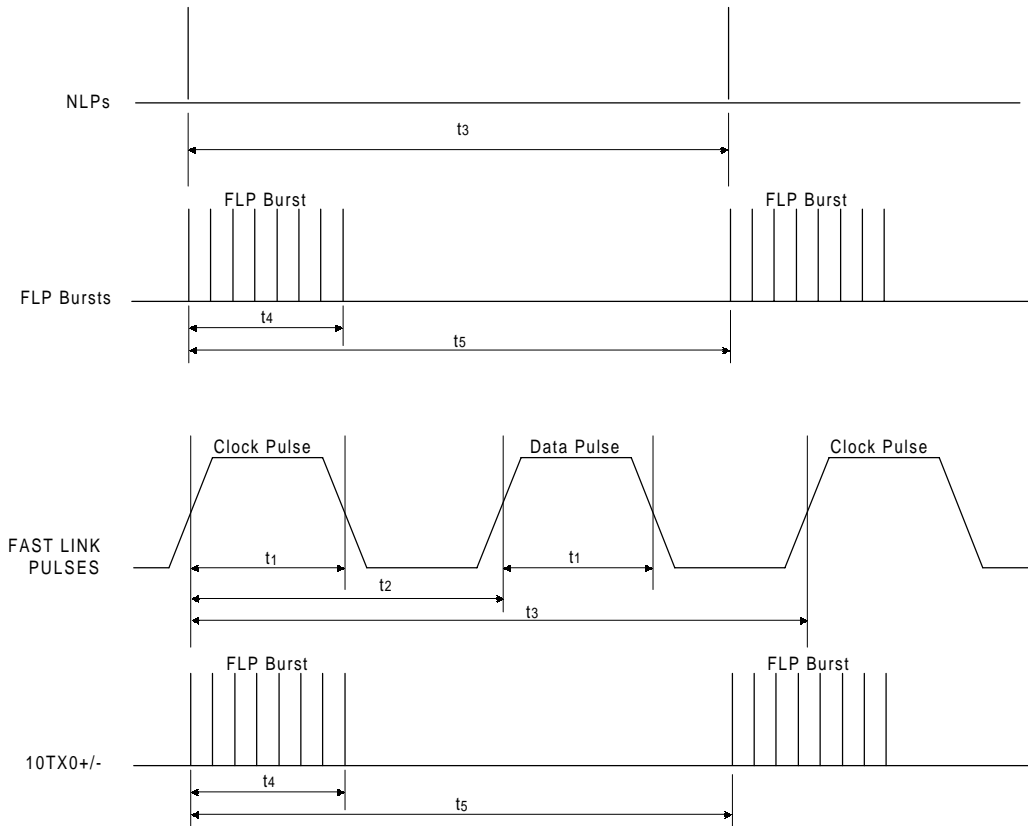 NLPs
t3
FLP Burst
FLP Burst
FLP Bursts
t4
t5
Clock Pulse
Data Pulse
Clock Pulse
FAST LINK
PULSES
t1
t1
t2
t3
FLP Burst
FLP Burst
10TX0+/-
t4
t5